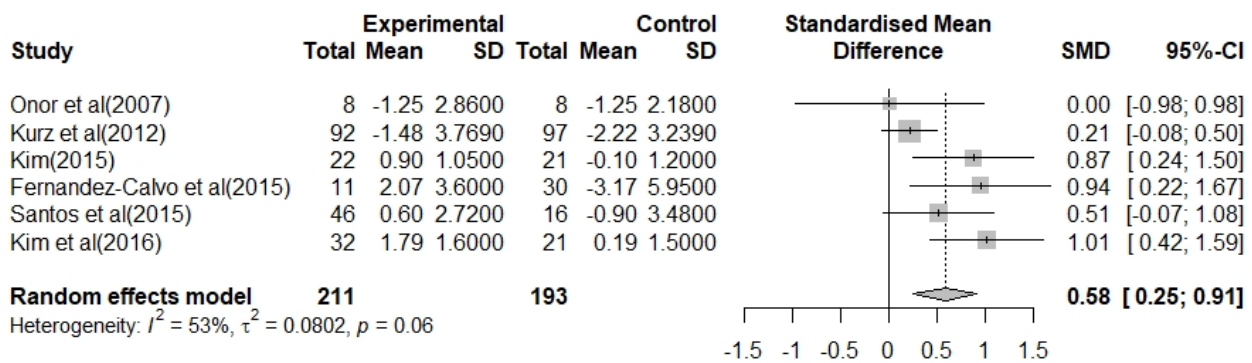 Experimental Control Standardised Mean
Study Total Mean SD Total Mean SD Difference SMD 95%-CI
Onor et al(2007) 8 -1.25 2.8600 8 -1.25 2.1800 0.00 [-0.98; 0.98]
Kurz et al(2012) 92 -1.48 3.7690 97 -2.22 3.2390 0.21 [-0.08; 0.50]
Kim(2015) 22 0.90 1.0500 21 -0.10 1.2000 0.87 [ 0.24; 1.50]
Fernandez-Calvo et al(2015) 11 2.07 3.6000 30 -3.17 5.9500 0.94 [ 0.22; 1.67]
Santos et al(2015) 46 0.60 2.7200 16 -0.90 3.4800 0.51 [-0.07; 1.08]
Kim et al(2016) 32 1.79 1.6000 21 0.19 1.5000 1.01 [ 0.42; 1.59]
Random effects model 211 193 0.58 [ 0.25; 0.91]
Heterogeneity: I² = 53%, τ² = 0.0802, p = 0.06
-1.5 -1 -0.5 0 0.5 1 1.5